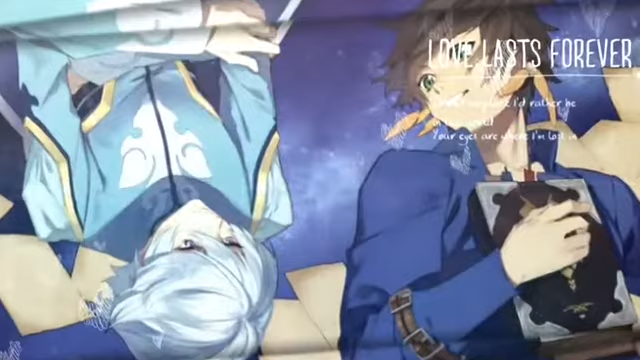 LOVE LASTS FOREVER
I'd rather be
Your eyes are where I'm lost in